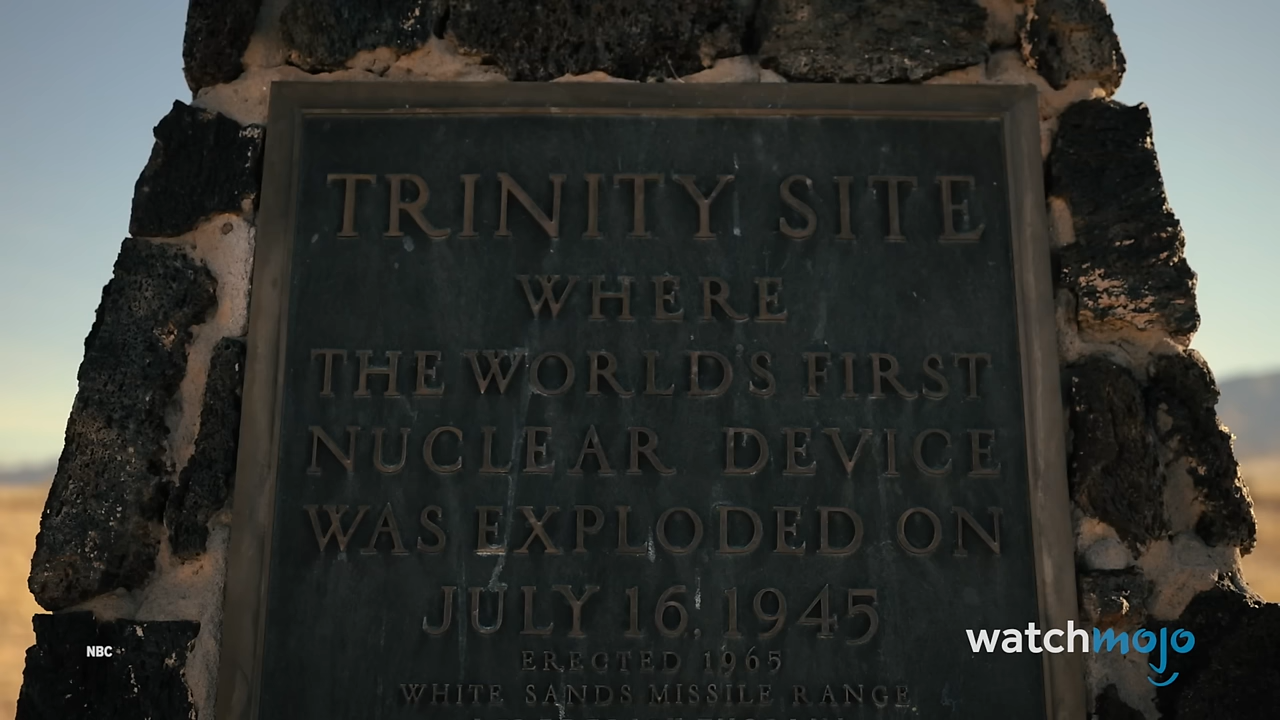 TRINITY SITE
WHERE
THE WORLDS FIRST
NUCLEAR DEVICE
WAS EXPLODED ON
JULY 16, 1945
ERECTED 1965
WHITE SANDS MISSILE RANGE
NBC
watchmojo